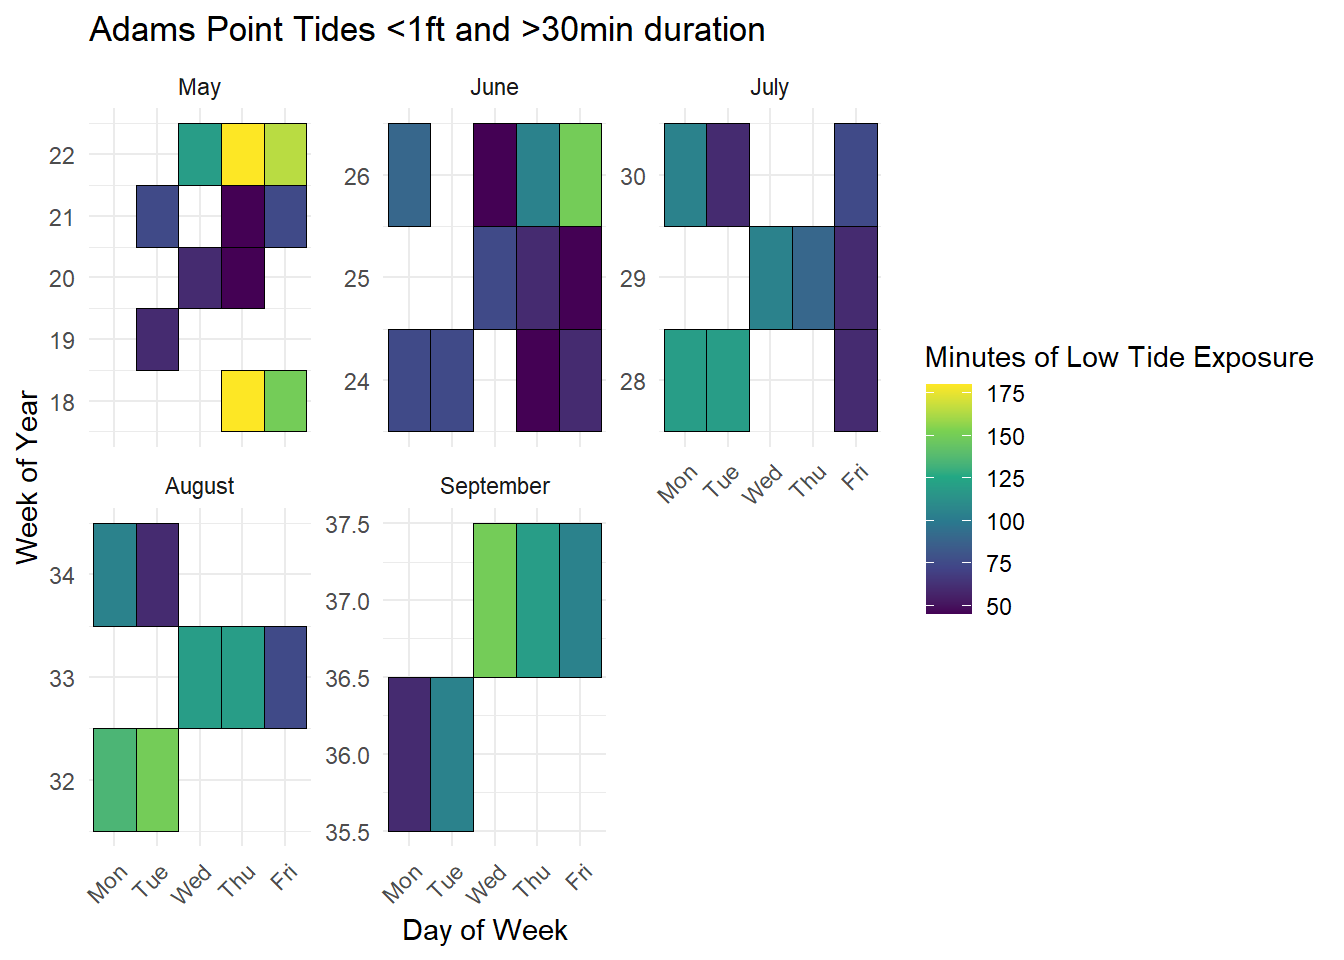 Adams Point Tides <1ft and >30min duration
May
June
July
22
21
20
19
18
26
25
24
30
29
28
Mon Tue Wed Thu Fri
Week of Year
August
September
34
33
32
37.5
37.0
36.5
36.0
35.5
Mon Tue Wed Thu Fri
Mon Tue Wed Thu Fri
Day of Week
Minutes of Low Tide Exposure
175
150
125
100
75
50